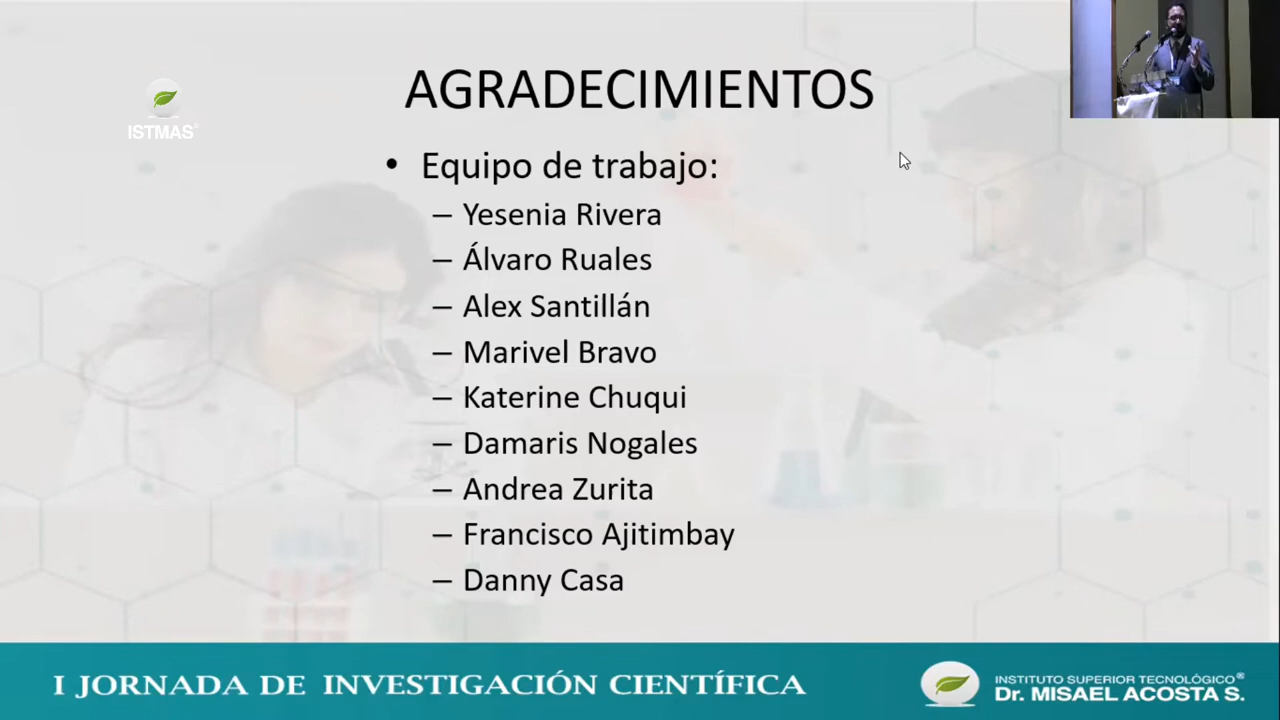 AGRADECIMIENTOS
ISTMAS®
• Equipo de trabajo:
– Yesenia Rivera
– Álvaro Ruales
– Alex Santillán
– Marivel Bravo
– Katerine Chuqui
– Damaris Nogales
– Andrea Zurita
– Francisco Ajitimbay
– Danny Casa
I JORNADA DE INVESTIGACIÓN CIENTÍFICA
INSTITUTO SUPERIOR TECNOLÓGICO®
Dr. MISAEL ACOSTA S.